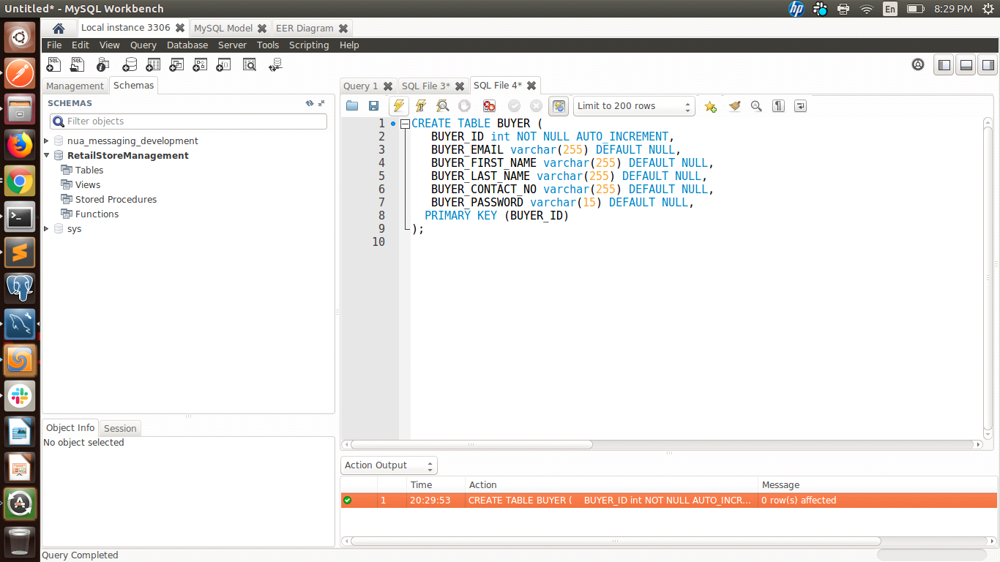 Untitled* - MySQL Workbench
En
8:29 PM
Local instance 3306
MySQL Model
EER Diagram
File Edit View Query Database Server Tools Scripting Help
SQL
SQL
Management
Schemas
Query 1
SQL File 3*
SQL File 4*
SCHEMAS
Limit to 200 rows
Filter objects
nua_messaging_development
RetailStoreManagement
Tables
Views
Stored Procedures
Functions
sys
1 CREATE TABLE BUYER (
2 BUYER_ID int NOT NULL AUTO_INCREMENT,
3 BUYER_EMAIL varchar(255) DEFAULT NULL,
4 BUYER_FIRST_NAME varchar(255) DEFAULT NULL,
5 BUYER_LAST_NAME varchar(255) DEFAULT NULL,
6 BUYER_CONTACT_NO varchar(255) DEFAULT NULL,
7 BUYER_PASSWORD varchar(15) DEFAULT NULL,
8 PRIMARY KEY (BUYER_ID)
9 );
10
Object Info
Session
No object selected
Action Output
Time Action Message
1 20:29:53 CREATE TABLE BUYER ( BUYER_ID int NOT NULL AUTO_INCR... 0 row(s) affected
Query Completed